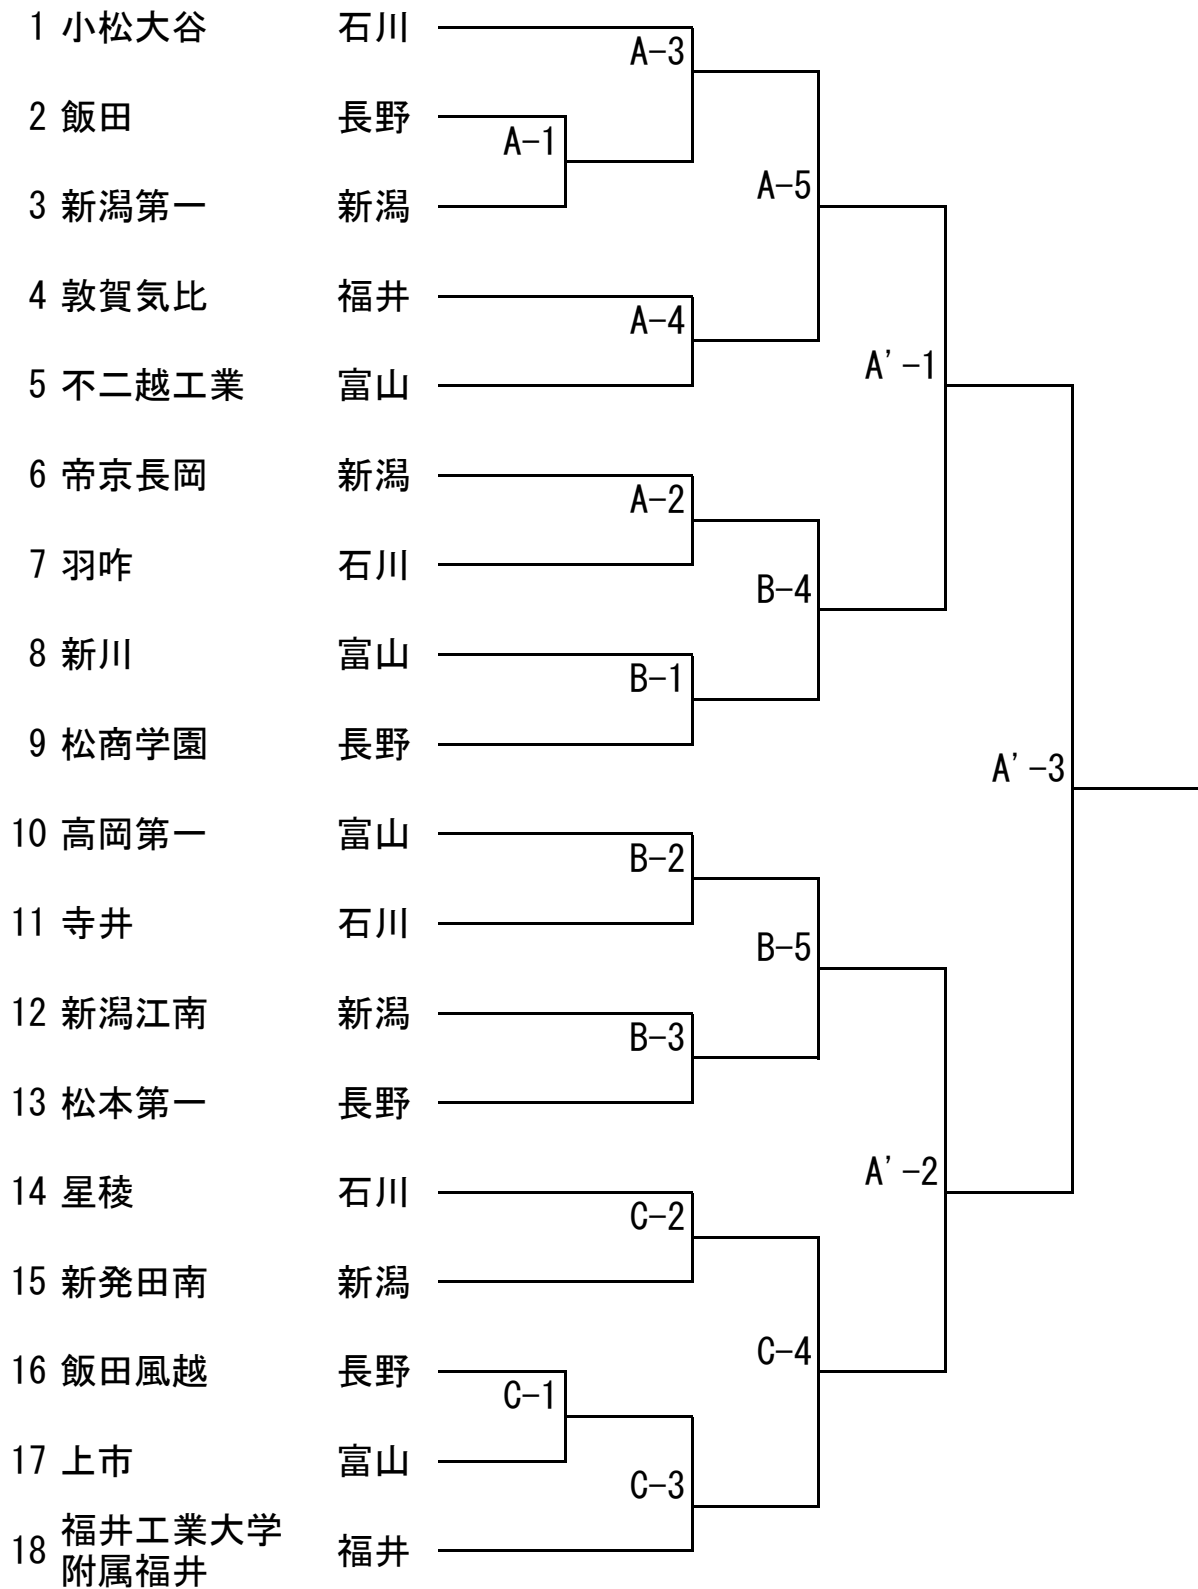 1 小松大谷 石川
A-3
2 飯田 長野
A-1
3 新潟第一 新潟
A-5
4 敦賀気比 福井
A-4
5 不二越工業 富山
A'-1
6 帝京長岡 新潟
A-2
7 羽咋 石川
B-4
8 新川 富山
B-1
9 松商学園 長野
A'-3
10 高岡第一 富山
B-2
11 寺井 石川
B-5
12 新潟江南 新潟
B-3
13 松本第一 長野
A'-2
14 星稜 石川
C-2
15 新発田南 新潟
C-4
16 飯田風越 長野
C-1
17 上市 富山
C-3
18 福井工業大学 福井
附属福井